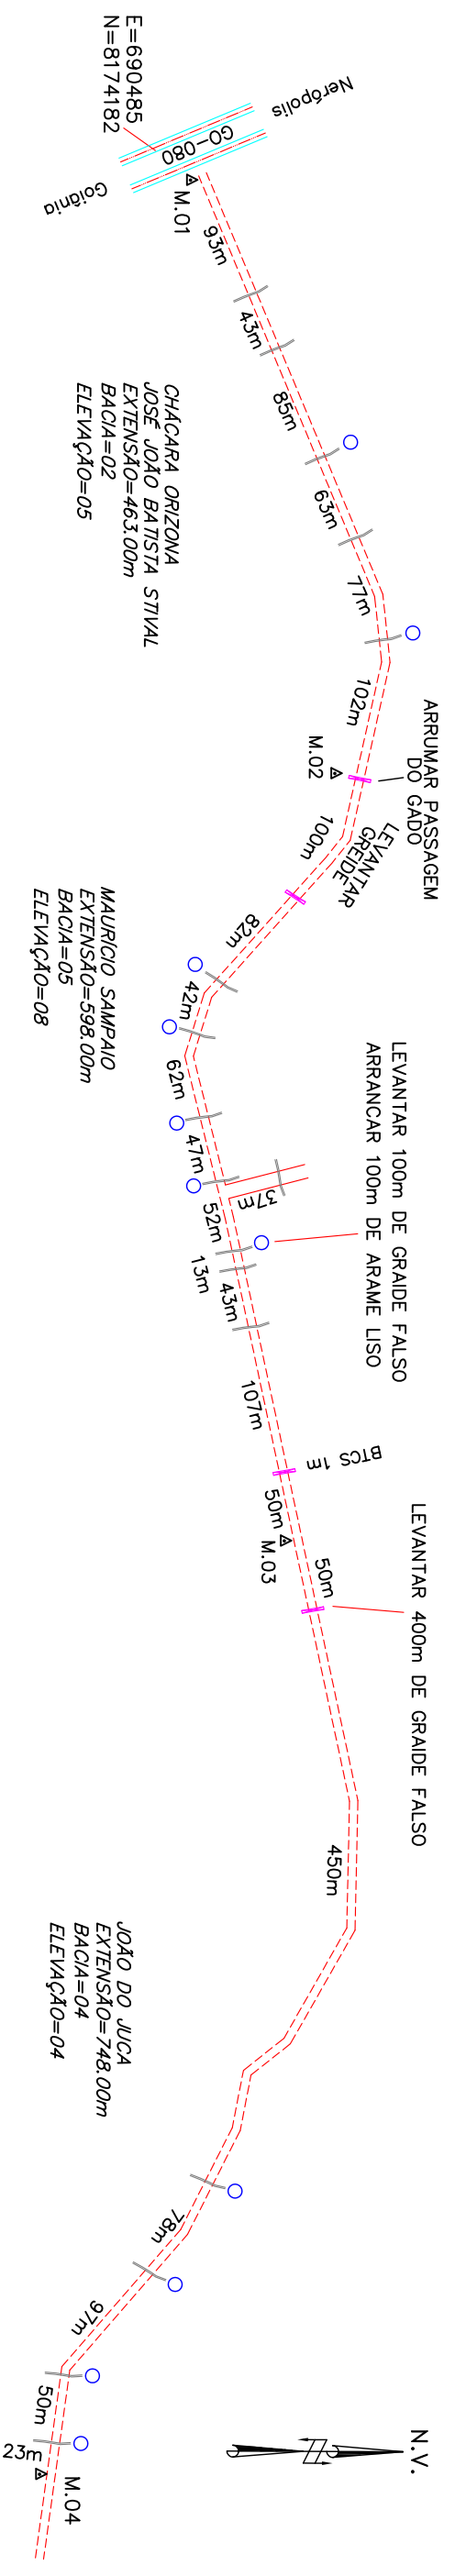 E=690485
N=8174182
Nerópolis
GO-080
Goiânia
M.01
93m
43m
85m
63m
77m
102m
CHÁCARA ORIZONA
JOSÉ JOÃO BATISTA STIVAL
EXTENSÃO=463.00m
BACIA=02
ELEVAÇÃO=05
M.02
ARRUMAR PASSAGEM
DO GADO
LEVANTAR
GREIDE
100m
82m
42m
62m
47m
37m
52m
13m
43m
107m
MAURÍCIO SAMPAIO
EXTENSÃO=598.00m
BACIA=05
ELEVAÇÃO=08
LEVANTAR 100m DE GRAIDE FALSO
ARRANCAR 100m DE ARAME LISO
BTCS 1m
50m
M.03
50m
LEVANTAR 400m DE GRAIDE FALSO
450m
JOÃO DO JUCA
EXTENSÃO=748.00m
BACIA=04
ELEVAÇÃO=04
78m
97m
50m
23m
M.04
N.V.